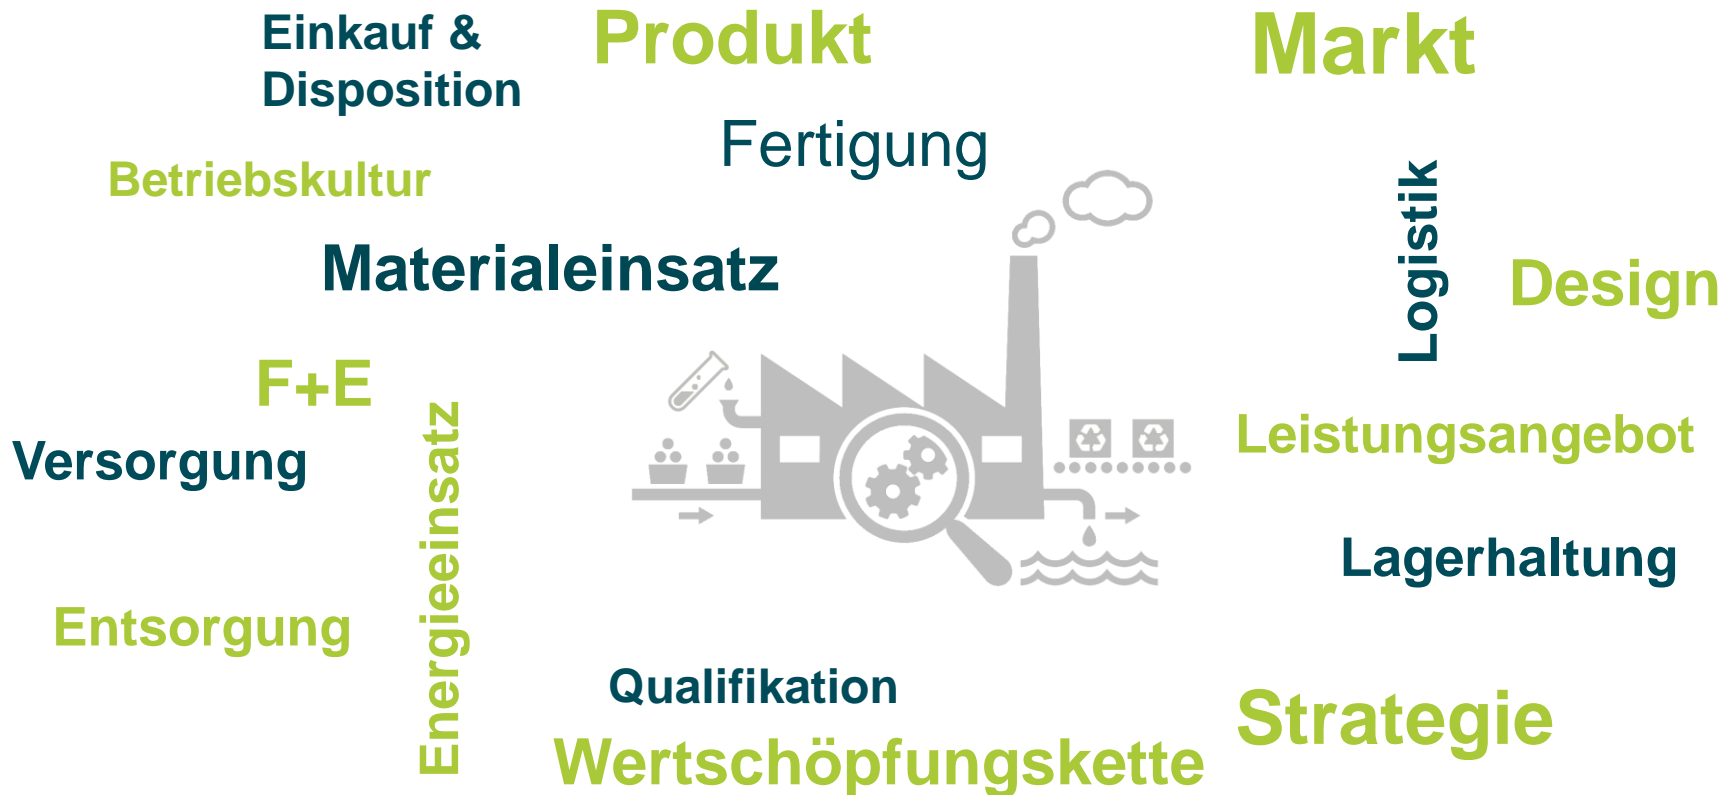 Einkauf &
Disposition
Produkt
Markt
Fertigung
Betriebskultur
Logistik
Materialeinsatz
Design
F+E
Energieeinsatz
Leistungsangebot
Versorgung
Lagerhaltung
Entsorgung
Qualifikation
Strategie
Wertschöpfungskette